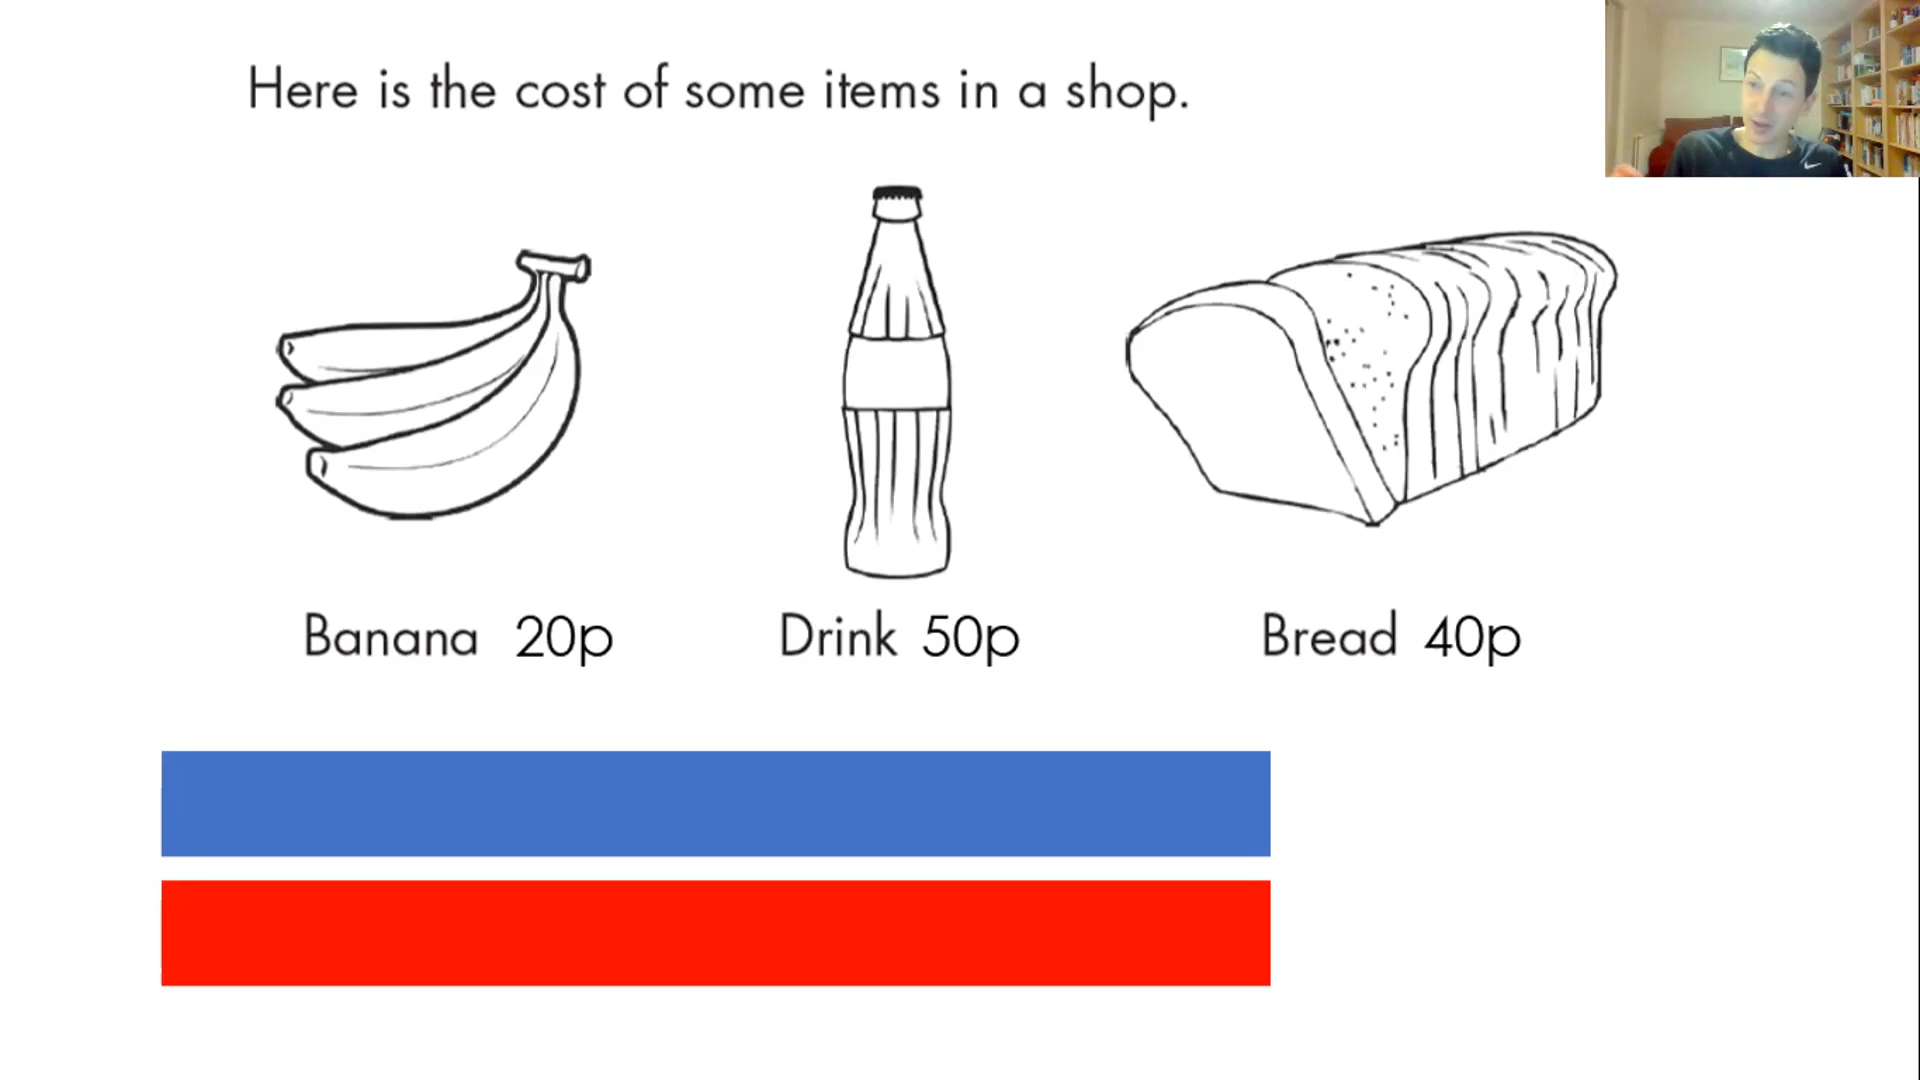 Here is the cost of some items in a shop.
Banana 20p
Drink 50p
Bread 40p